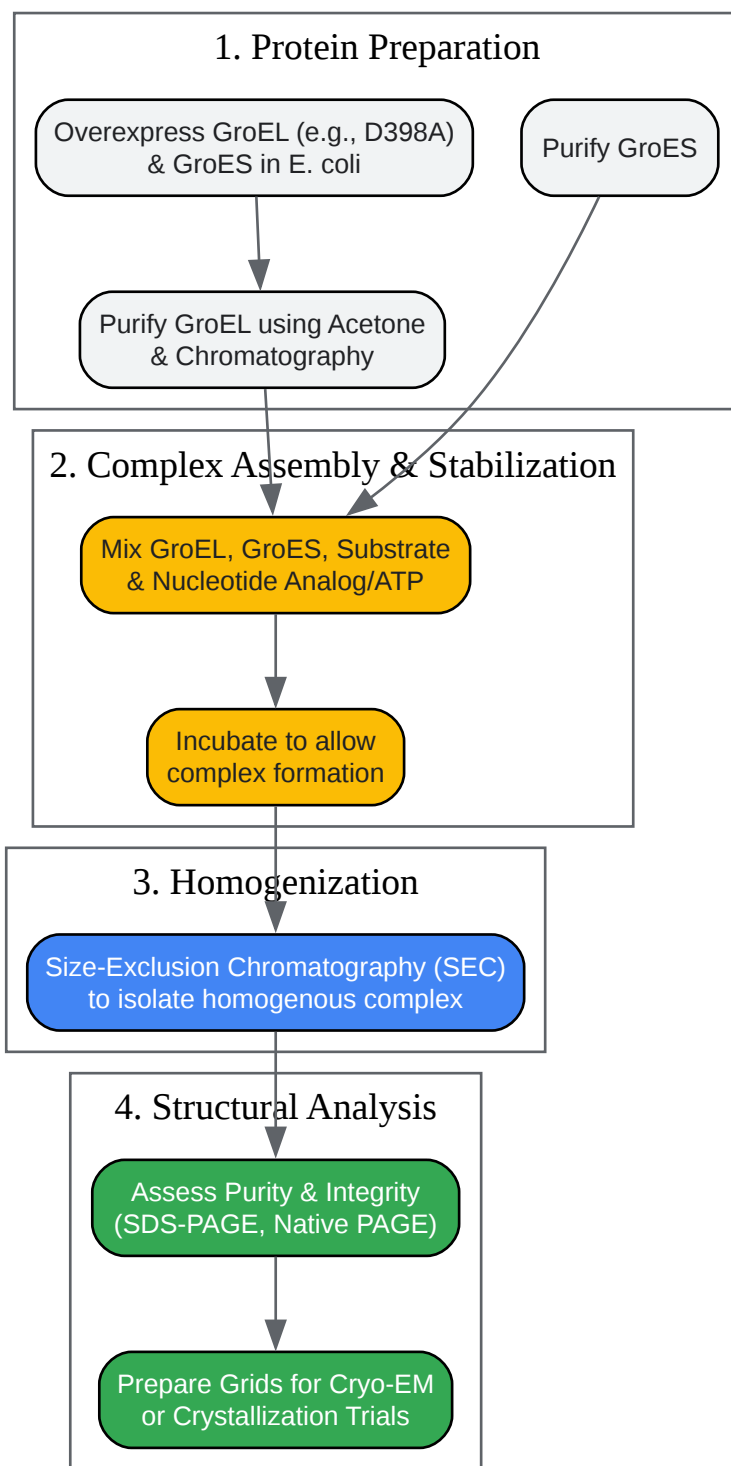 1. Protein Preparation
Overexpress GroEL (e.g., D398A)
& GroES in E. coli
Purify GroES
Purify GroEL using Acetone
& Chromatography
2. Complex Assembly & Stabilization
Mix GroEL, GroES, Substrate
& Nucleotide Analog/ATP
Incubate to allow
complex formation
3. Homogenization
Size-Exclusion Chromatography (SEC)
to isolate homogenous complex
4. Structural Analysis
Assess Purity & Integrity
(SDS-PAGE, Native PAGE)
Prepare Grids for Cryo-EM
or Crystallization Trials